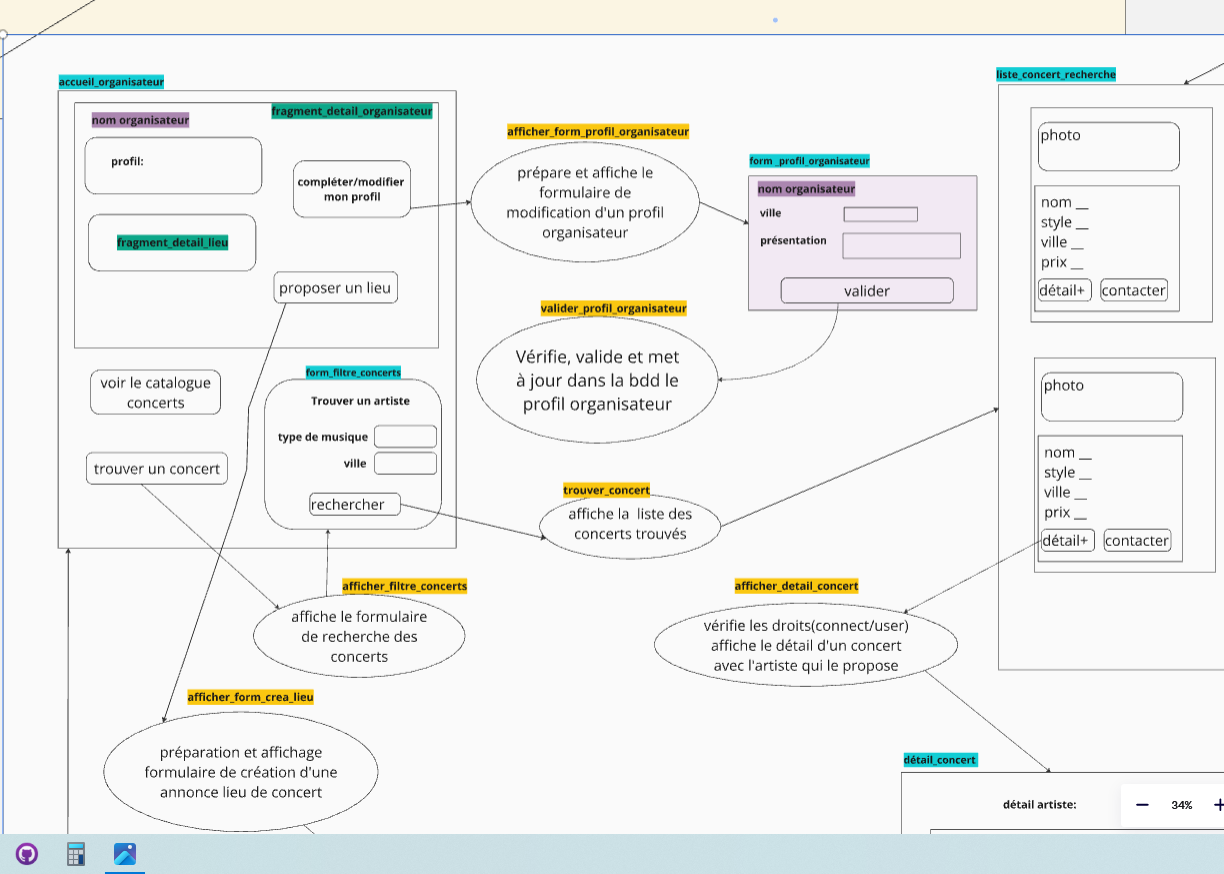 accueil_organisateur
nom organisateur
fragment_detail_organisateur
profil:
compléter/modifier
mon profil
fragment_detail_lieu
proposer un lieu
voir le catalogue
concerts
trouver un concert
form_filtre_concerts
Trouver un artiste
type de musique
ville
rechercher
afficher_form_profil_organisateur
prépare et affiche le
formulaire de
modification d'un profil
organisateur
form _profil_organisateur
nom organisateur
ville
présentation
valider
valider_profil_organisateur
Vérifie, valide et met
à jour dans la bdd le
profil organisateur
trouver_concert
affiche la liste des
concerts trouvés
afficher_filtre_concerts
affiche le formulaire
de recherche des
concerts
afficher_form_crea_lieu
préparation et affichage
formulaire de création d'une
annonce lieu de concert
afficher_detail_concert
vérifie les droits(connect/user)
affiche le détail d'un concert
avec l'artiste qui le propose
liste_concert_recherche
photo
nom __
style __
ville __
prix __
détail+
contacter
photo
nom __
style __
ville __
prix __
détail+
contacter
détail_concert
détail artiste:
34%